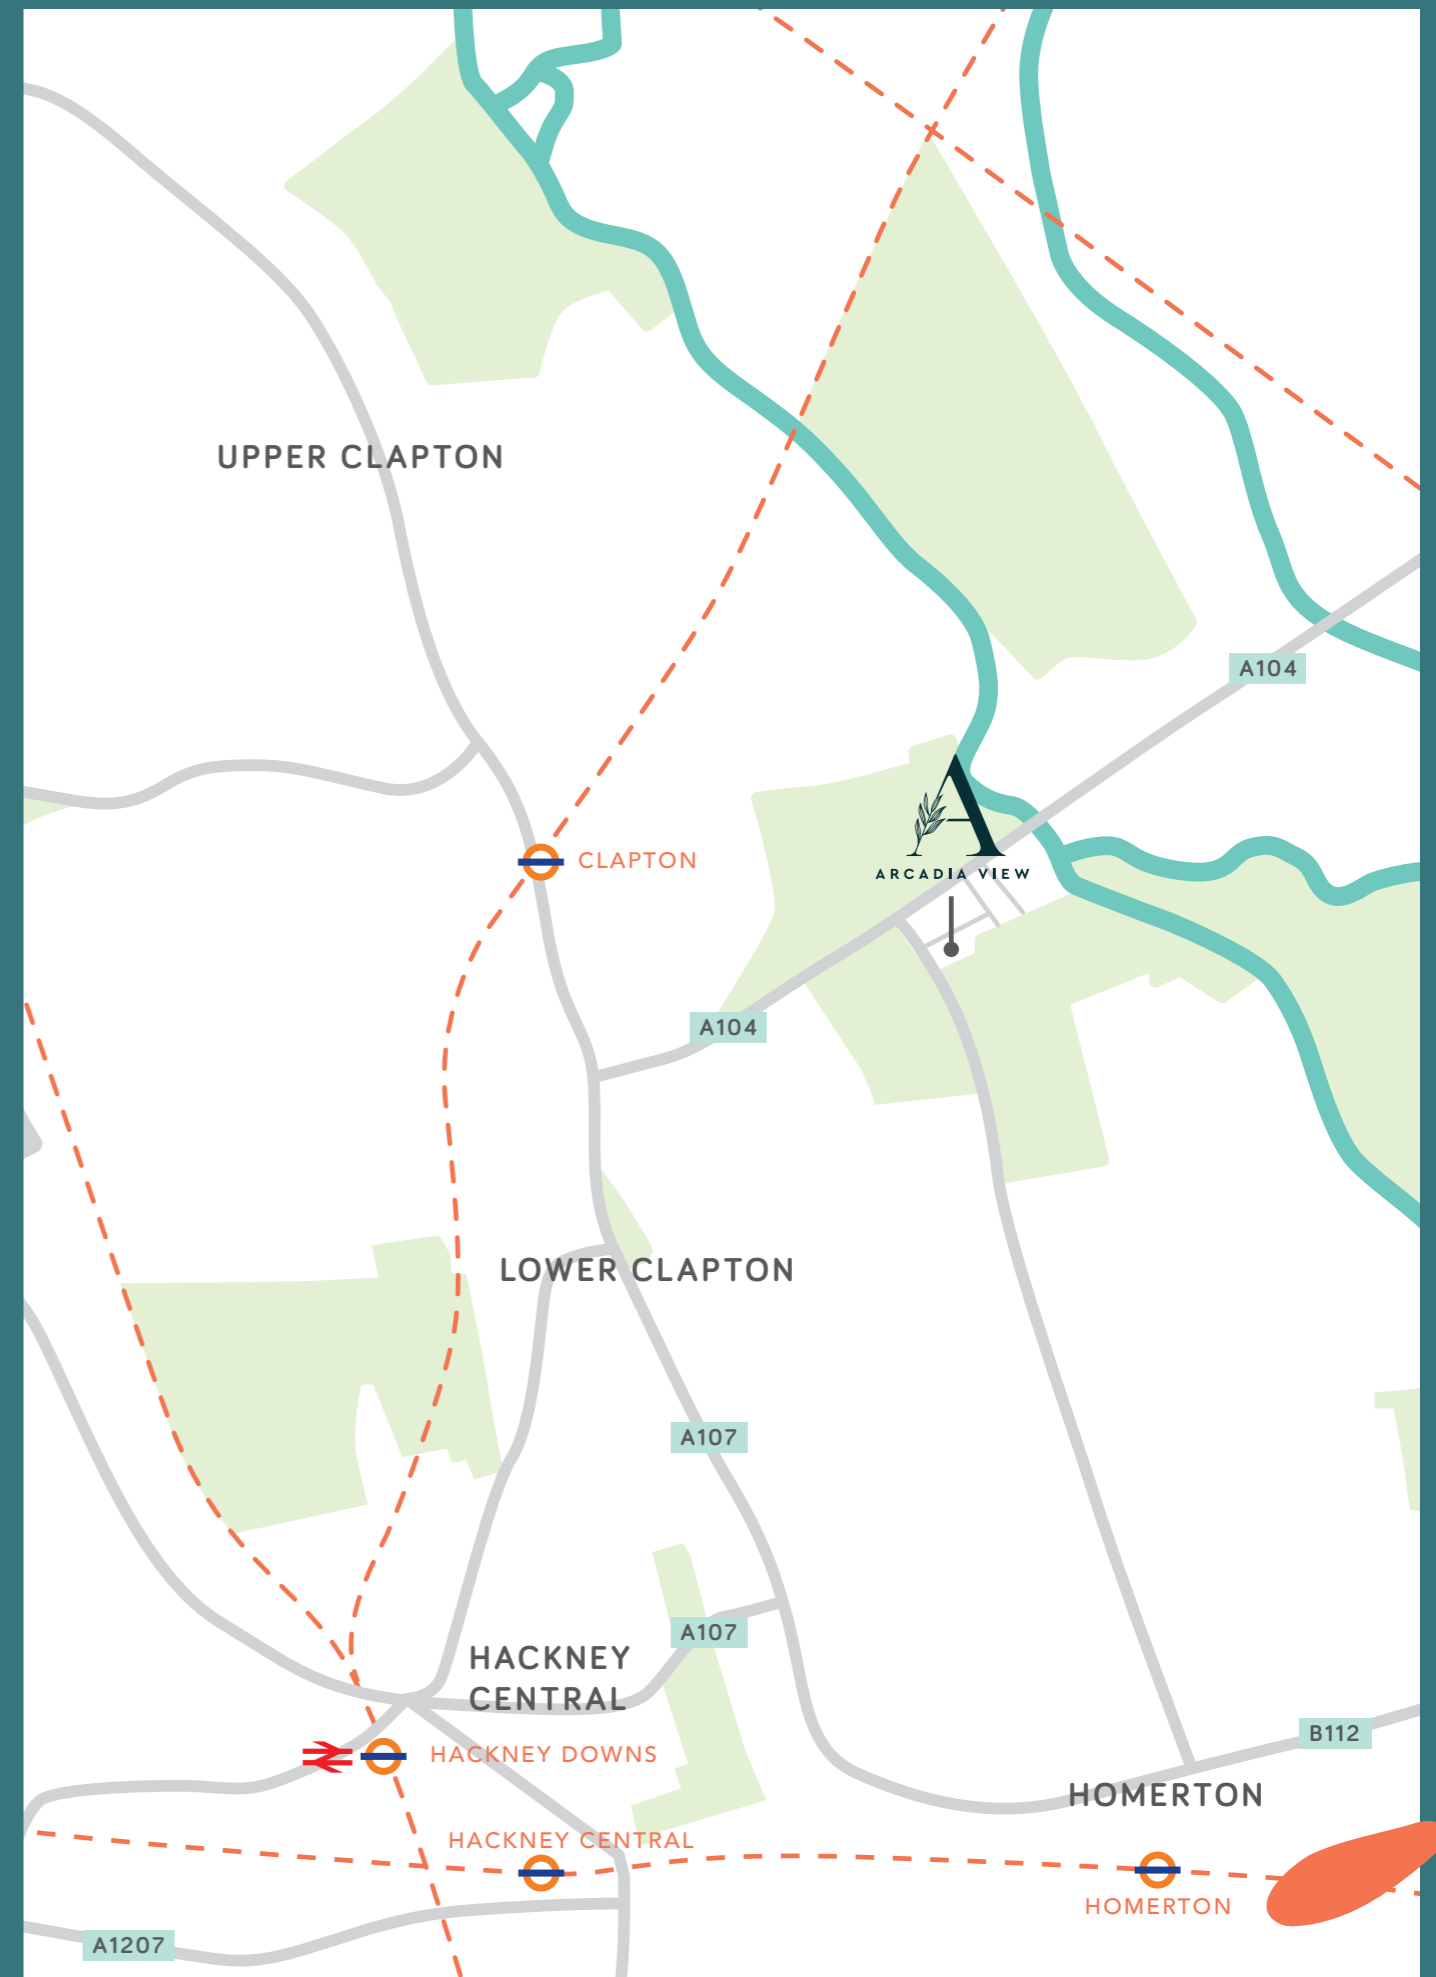 UPPER CLAPTON
A104
ARCADIA VIEW
CLAPTON
A104
LOWER CLAPTON
A107
A107
HACKNEY
CENTRAL
B112
HACKNEY DOWNS
HOMERTON
HACKNEY CENTRAL
HOMERTON
A1207